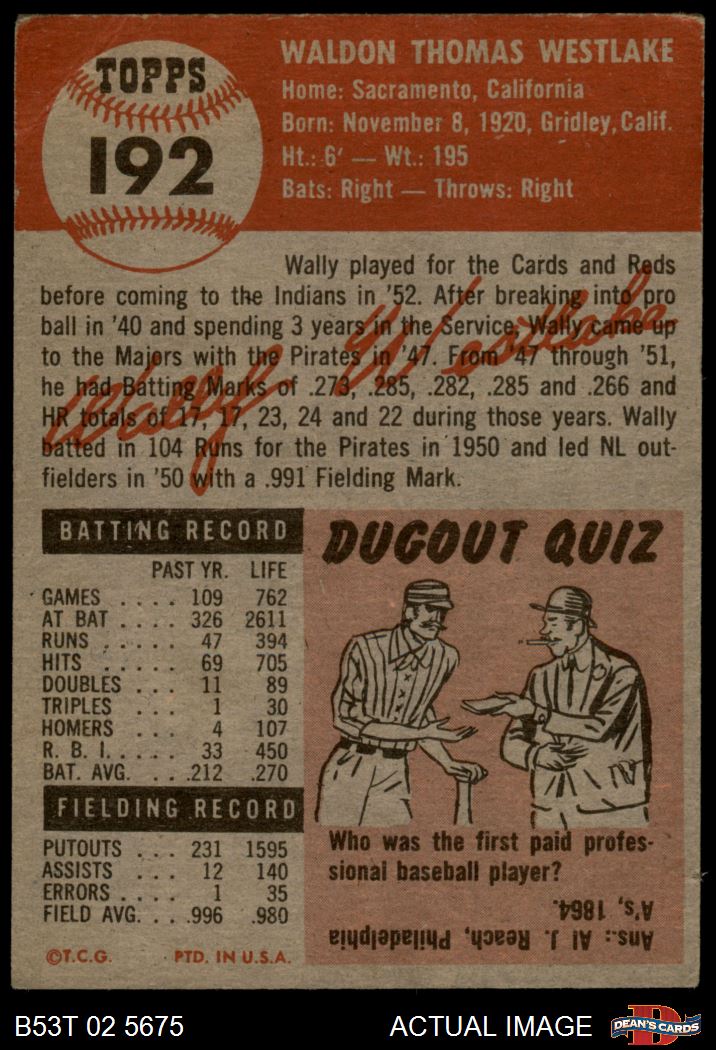 TOPPS
192
WALDON THOMAS WESTLAKE
Home: Sacramento, California
Born: November 8, 1920, Gridley, Calif.
Ht.: 6' — Wt.: 195
Bats: Right — Throws: Right
Wally played for the Cards and Reds
before coming to the Indians in '52. After breaking into pro
ball in '40 and spending 3 years in the Service, Wally came up
to the Majors with the Pirates in '47. From '47 through '51,
he had Batting Marks of .273, .285, .282, .285 and .266 and
HR totals of 17, 17, 23, 24 and 22 during those years. Wally
batted in 104 Runs for the Pirates in 1950 and led NL out-
fielders in '50 with a .991 Fielding Mark.
Wally Westlake
BATTING RECORD
PAST YR. LIFE
GAMES .... 109 762
AT BAT .... 326 2611
RUNS ..... 47 394
HITS ..... 69 705
DOUBLES ... 11 89
TRIPLES ... 1 30
HOMERS ... 4 107
R. B. I. .... 33 450
BAT. AVG. ... .212 .270
FIELDING RECORD
PUTOUTS ... 231 1595
ASSISTS ... 12 140
ERRORS .... 1 35
FIELD AVG. ... .996 .980
©T.C.G. PTD. IN U.S.A.
DUGOUT QUIZ
Who was the first paid profes-
sional baseball player?
Ans.: Al J. Reach, Philadelphia
A's, 1864.
B53T 02 5675 ACTUAL IMAGE
D
DEAN'S CARDS